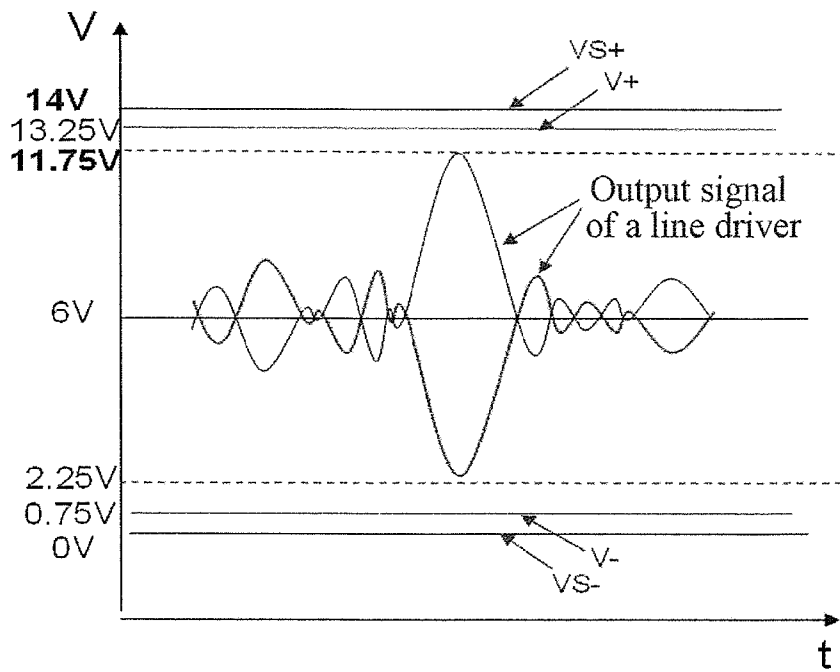 V
VS+
V+
14V
13.25V
11.75V
Output signal
of a line driver
6V
2.25V
0.75V
0V
V-
VS-
t